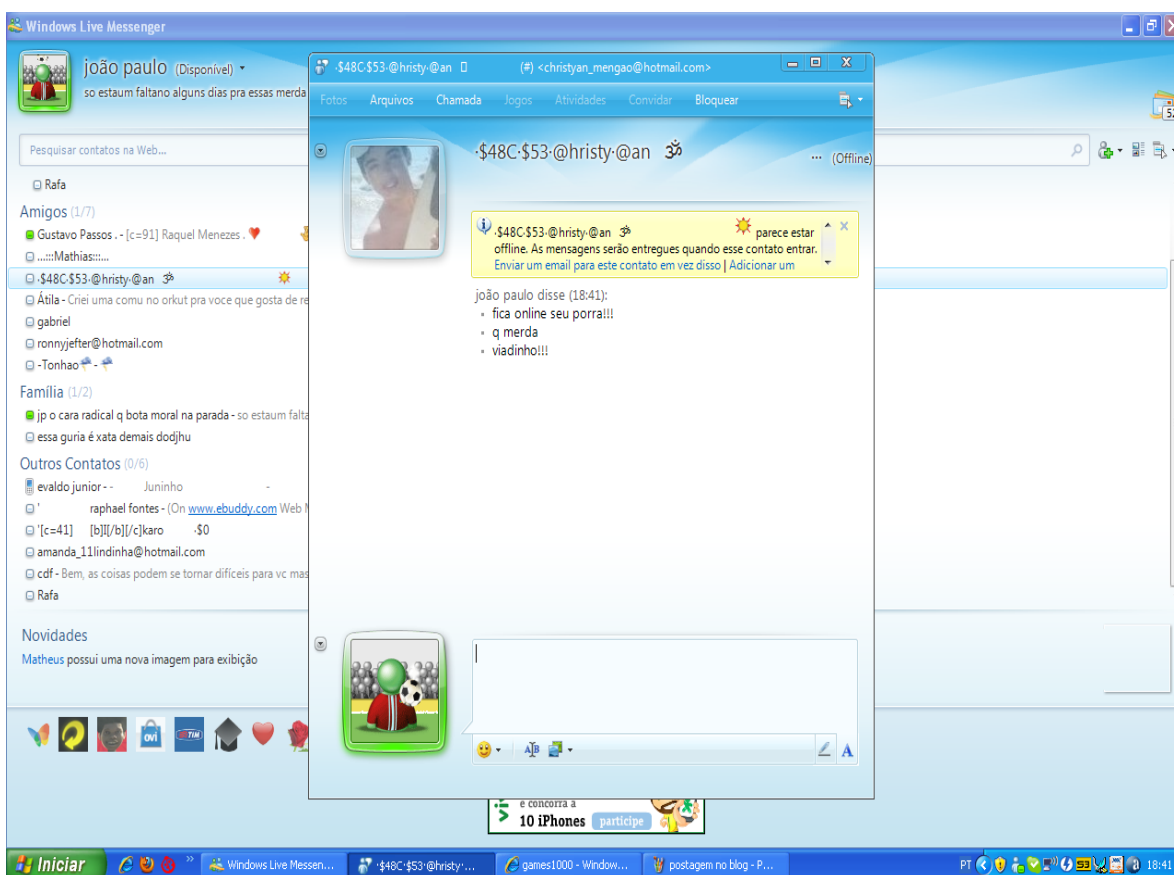 Windows Live Messenger
joão paulo (Disponível)
so estaum faltano alguns dias pra essas merda
52
Pesquisar contatos na Web...
Rafa
Amigos (1/7)
Gustavo Passos . - [c=91] Raquel Menezes .
...:::Mathias:::...
·$48C·$53·@hristy·@an ॐ
Átila - Criei uma comu no orkut pra voce que gosta de re
gabriel
ronnyjefter@hotmail.com
-Tonhao - 
Família (1/2)
jp o cara radical q bota moral na parada - so estaum falta
essa guria é xata demais dodjhu
Outros Contatos (0/6)
evaldo junior - - Juninho -
' raphael fontes - (On www.ebuddy.com Web M
'[c=41] [b]I[/b][/c]karo ·$0
amanda_11lindinha@hotmail.com
cdf - Bem, as coisas podem se tornar difíceis para vc mas
Rafa
Novidades
Matheus possui uma nova imagem para exibição
ovi
TIM
·$48C·$53·@hristy·@an (#) <christyan_mengao@hotmail.com>
Fotos Arquivos Chamada Jogos Atividades Convidar Bloquear
·$48C·$53·@hristy·@an ॐ ... (Offline)
·$48C·$53·@hristy·@an ॐ parece estar
offline. As mensagens serão entregues quando esse contato entrar.
Enviar um email para este contato em vez disso | Adicionar um
joão paulo disse (18:41):
fica online seu porra!!!
q merda
viadinho!!!
e concorra a
10 iPhones participe
Iniciar Windows Live Messen... ·$48C·$53·@hristy·... games1000 - Window... postagem no blog - P... PT 53 18:41